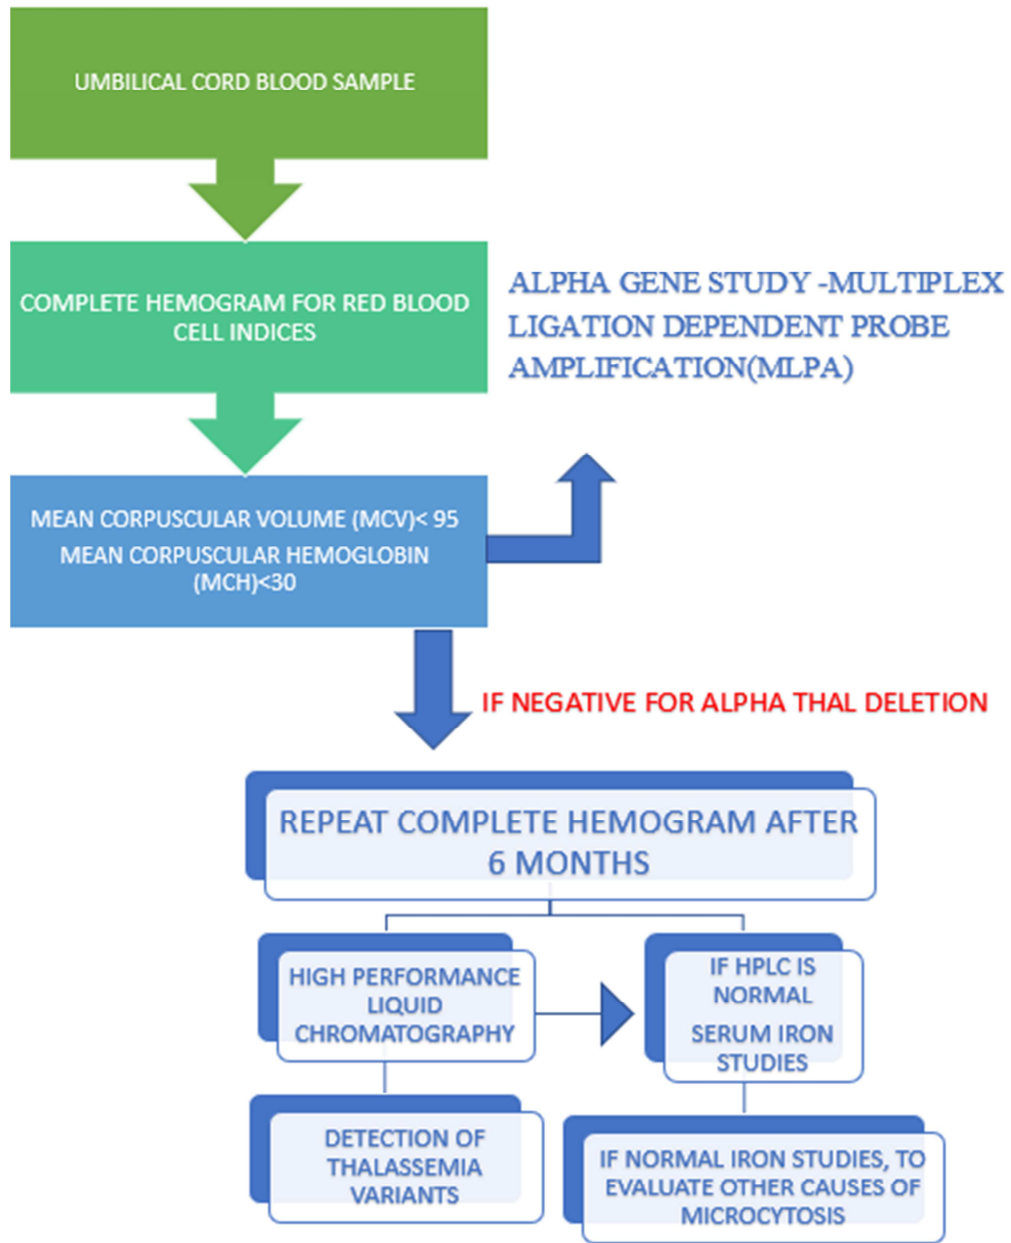 UMBILICAL CORD BLOOD SAMPLE
COMPLETE HEMOGRAM FOR RED BLOOD
CELL INDICES
ALPHA GENE STUDY -MULTIPLEX
LIGATION DEPENDENT PROBE
AMPLIFICATION(MLPA)
MEAN CORPUSCULAR VOLUME (MCV)< 95
MEAN CORPUSCULAR HEMOGLOBIN
(MCH)<30
IF NEGATIVE FOR ALPHA THAL DELETION
REPEAT COMPLETE HEMOGRAM AFTER
6 MONTHS
HIGH PERFORMANCE
LIQUID
CHROMATOGRAPHY
IF HPLC IS
NORMAL
SERUM IRON
STUDIES
DETECTION OF
THALASSEMIA
VARIANTS
IF NORMAL IRON STUDIES, TO
EVALUATE OTHER CAUSES OF
MICROCYTOSIS